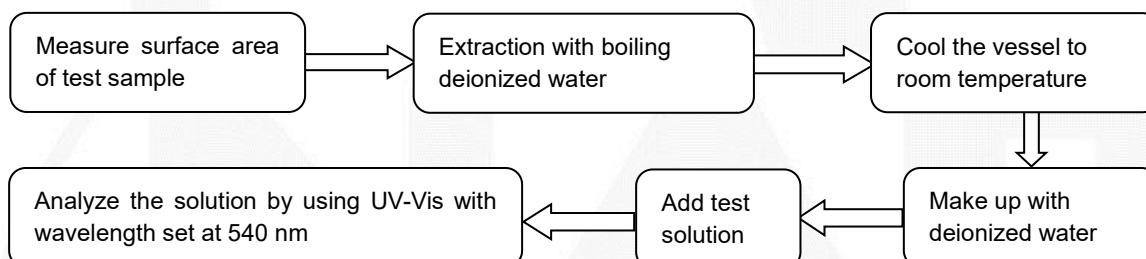 Measure surface area
of test sample
Extraction with boiling
deionized water
Cool the vessel to
room temperature
Make up with
deionized water
Add test
solution
Analyze the solution by using UV-Vis with
wavelength set at 540 nm